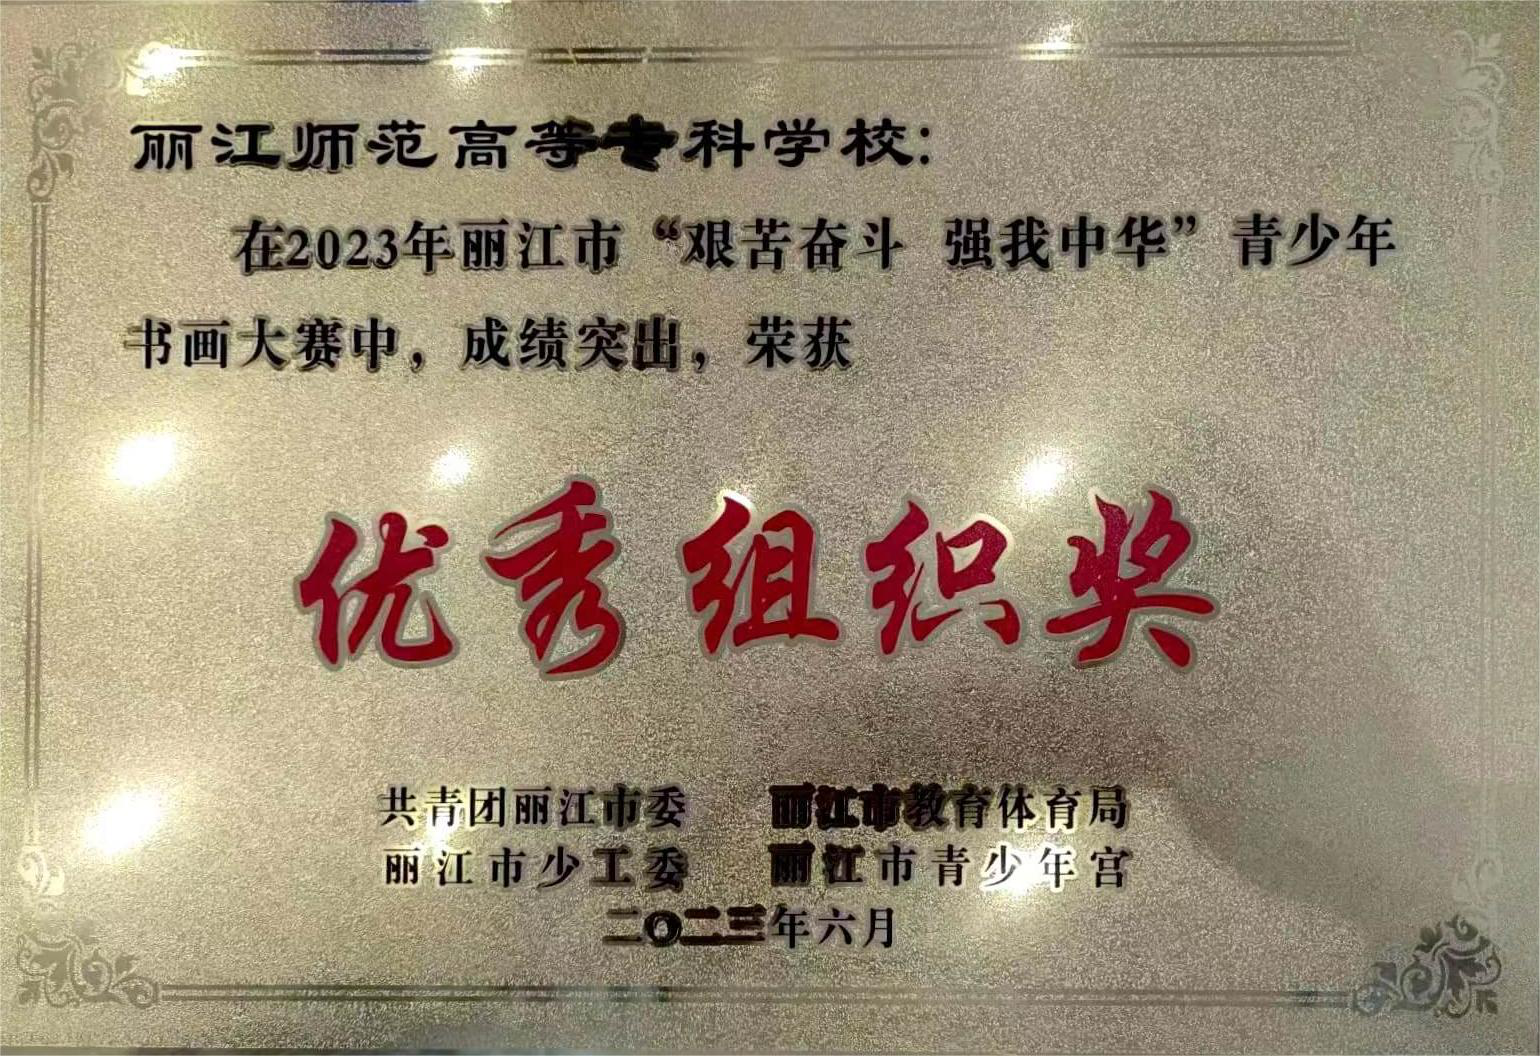 丽江师范高等专科学校：
在2023年丽江市“艰苦奋斗 强我中华”青少年
书画大赛中，成绩突出，荣获
优秀组织奖
共青团丽江市委 丽江市教育体育局
丽江市少工委 丽江市青少年宫
二〇二三年六月